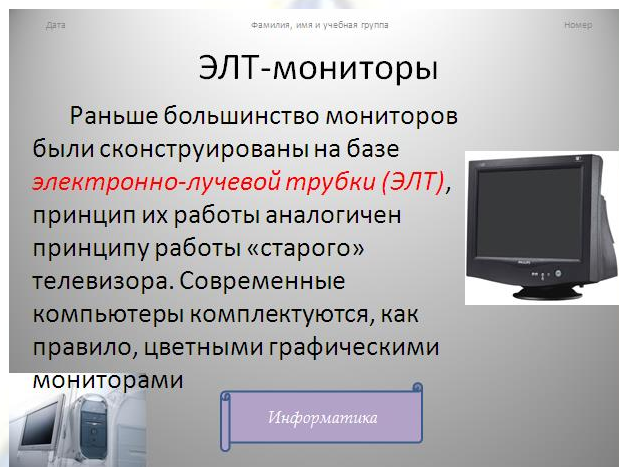 Дата Фамилия, имя и учебная группа Номер
ЭЛТ-мониторы
Раньше большинство мониторов
были сконструированы на базе
электронно-лучевой трубки (ЭЛТ),
принцип их работы аналогичен
принципу работы «старого»
телевизора. Современные
компьютеры комплектуются, как
правило, цветными графическими
мониторами
PHILIPS
Информатика